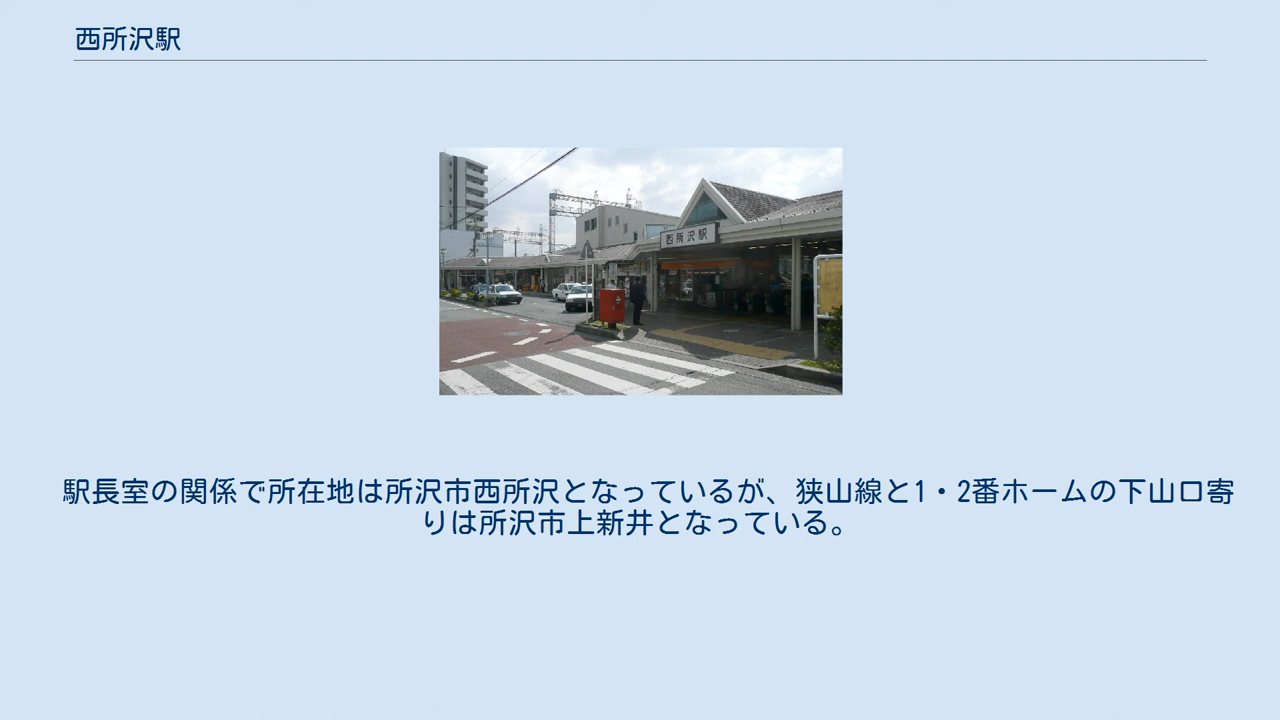 西所沢駅
西所沢駅
駅長室の関係で所在地は所沢市西所沢となっているが、狭山線と1・2番ホームの下山口寄
りは所沢市上新井となっている。